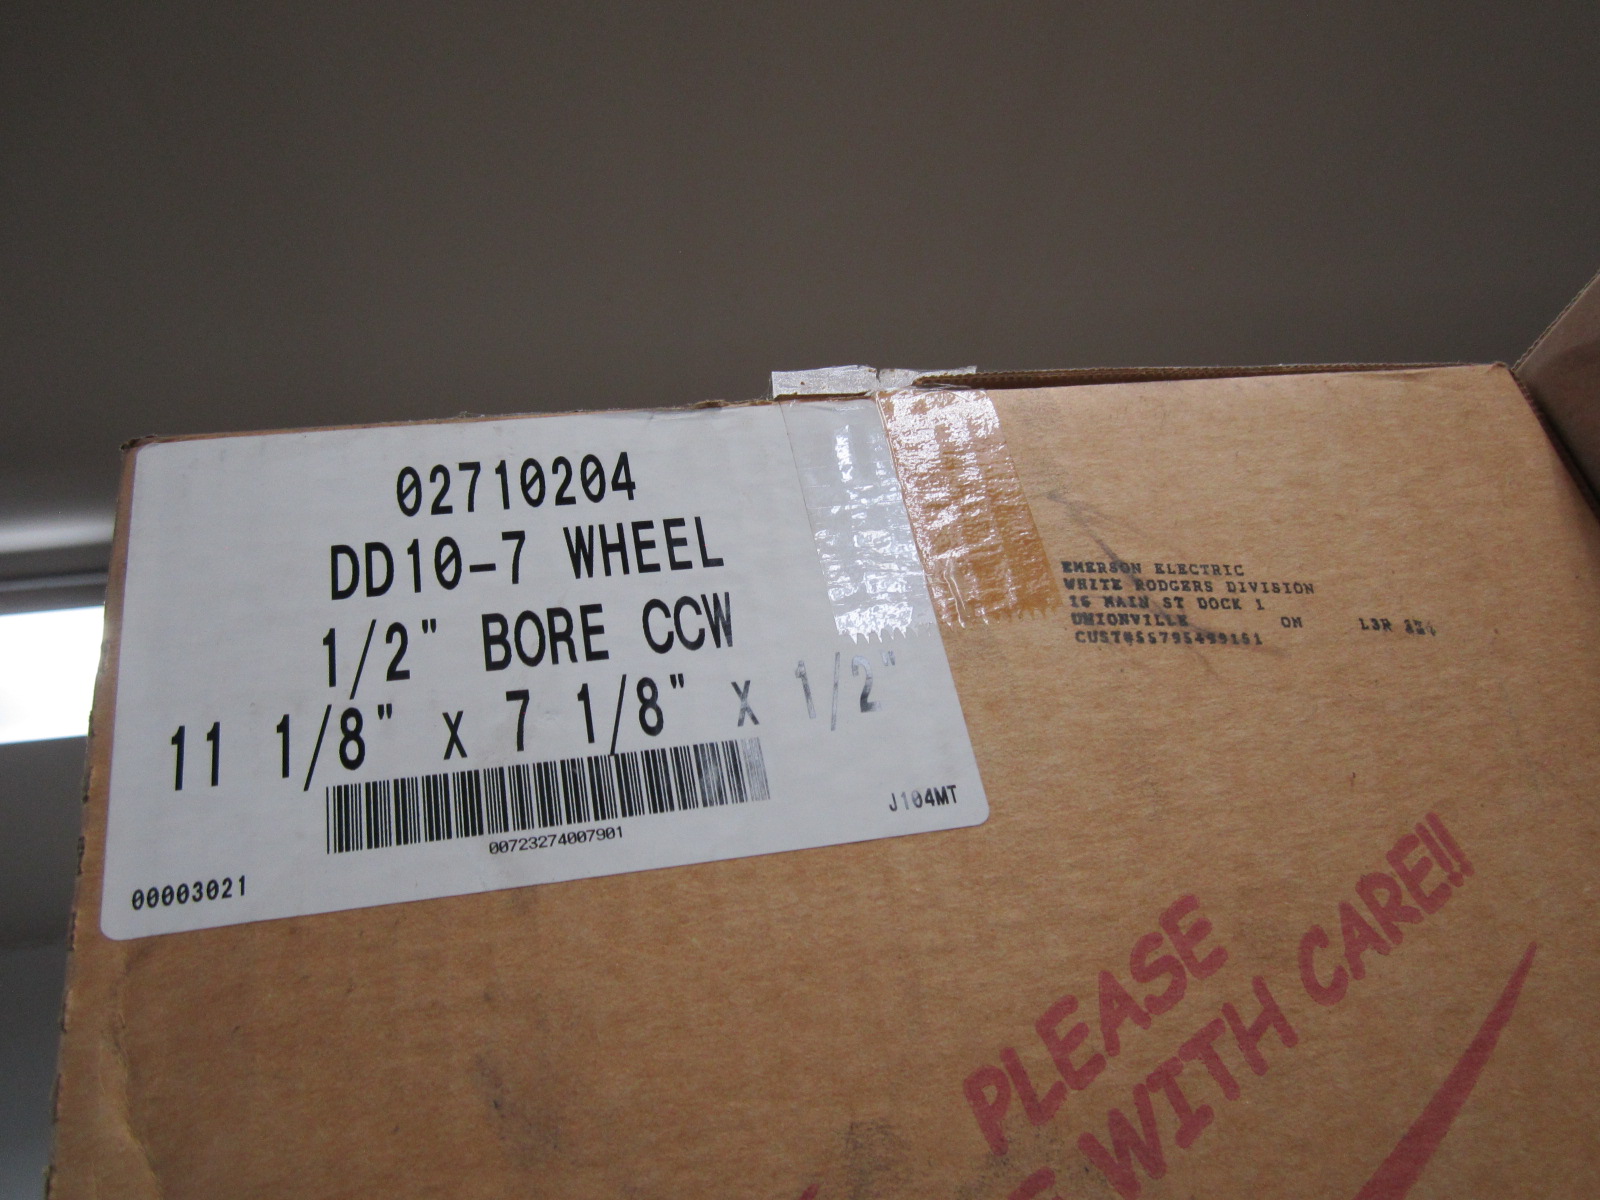 02710204
DD10-7 WHEEL
1/2" BORE CCW
11 1/8" x 7 1/8" x 1/2"
00723274007901
J104MT
00003021
EMERSON ELECTRIC
WHITE RODGERS DIVISION
16 MAIN ST DOCK 1
UNIONVILLE ON L3R
PLEASE
WITH CARE!!